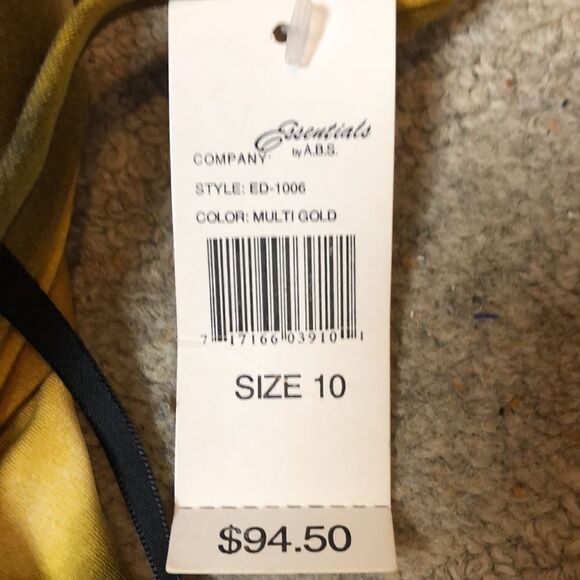 Essentials
by A.B.S.
COMPANY:
STYLE: ED-1006
COLOR: MULTI GOLD
7 17166 03910 1
SIZE 10
$94.50